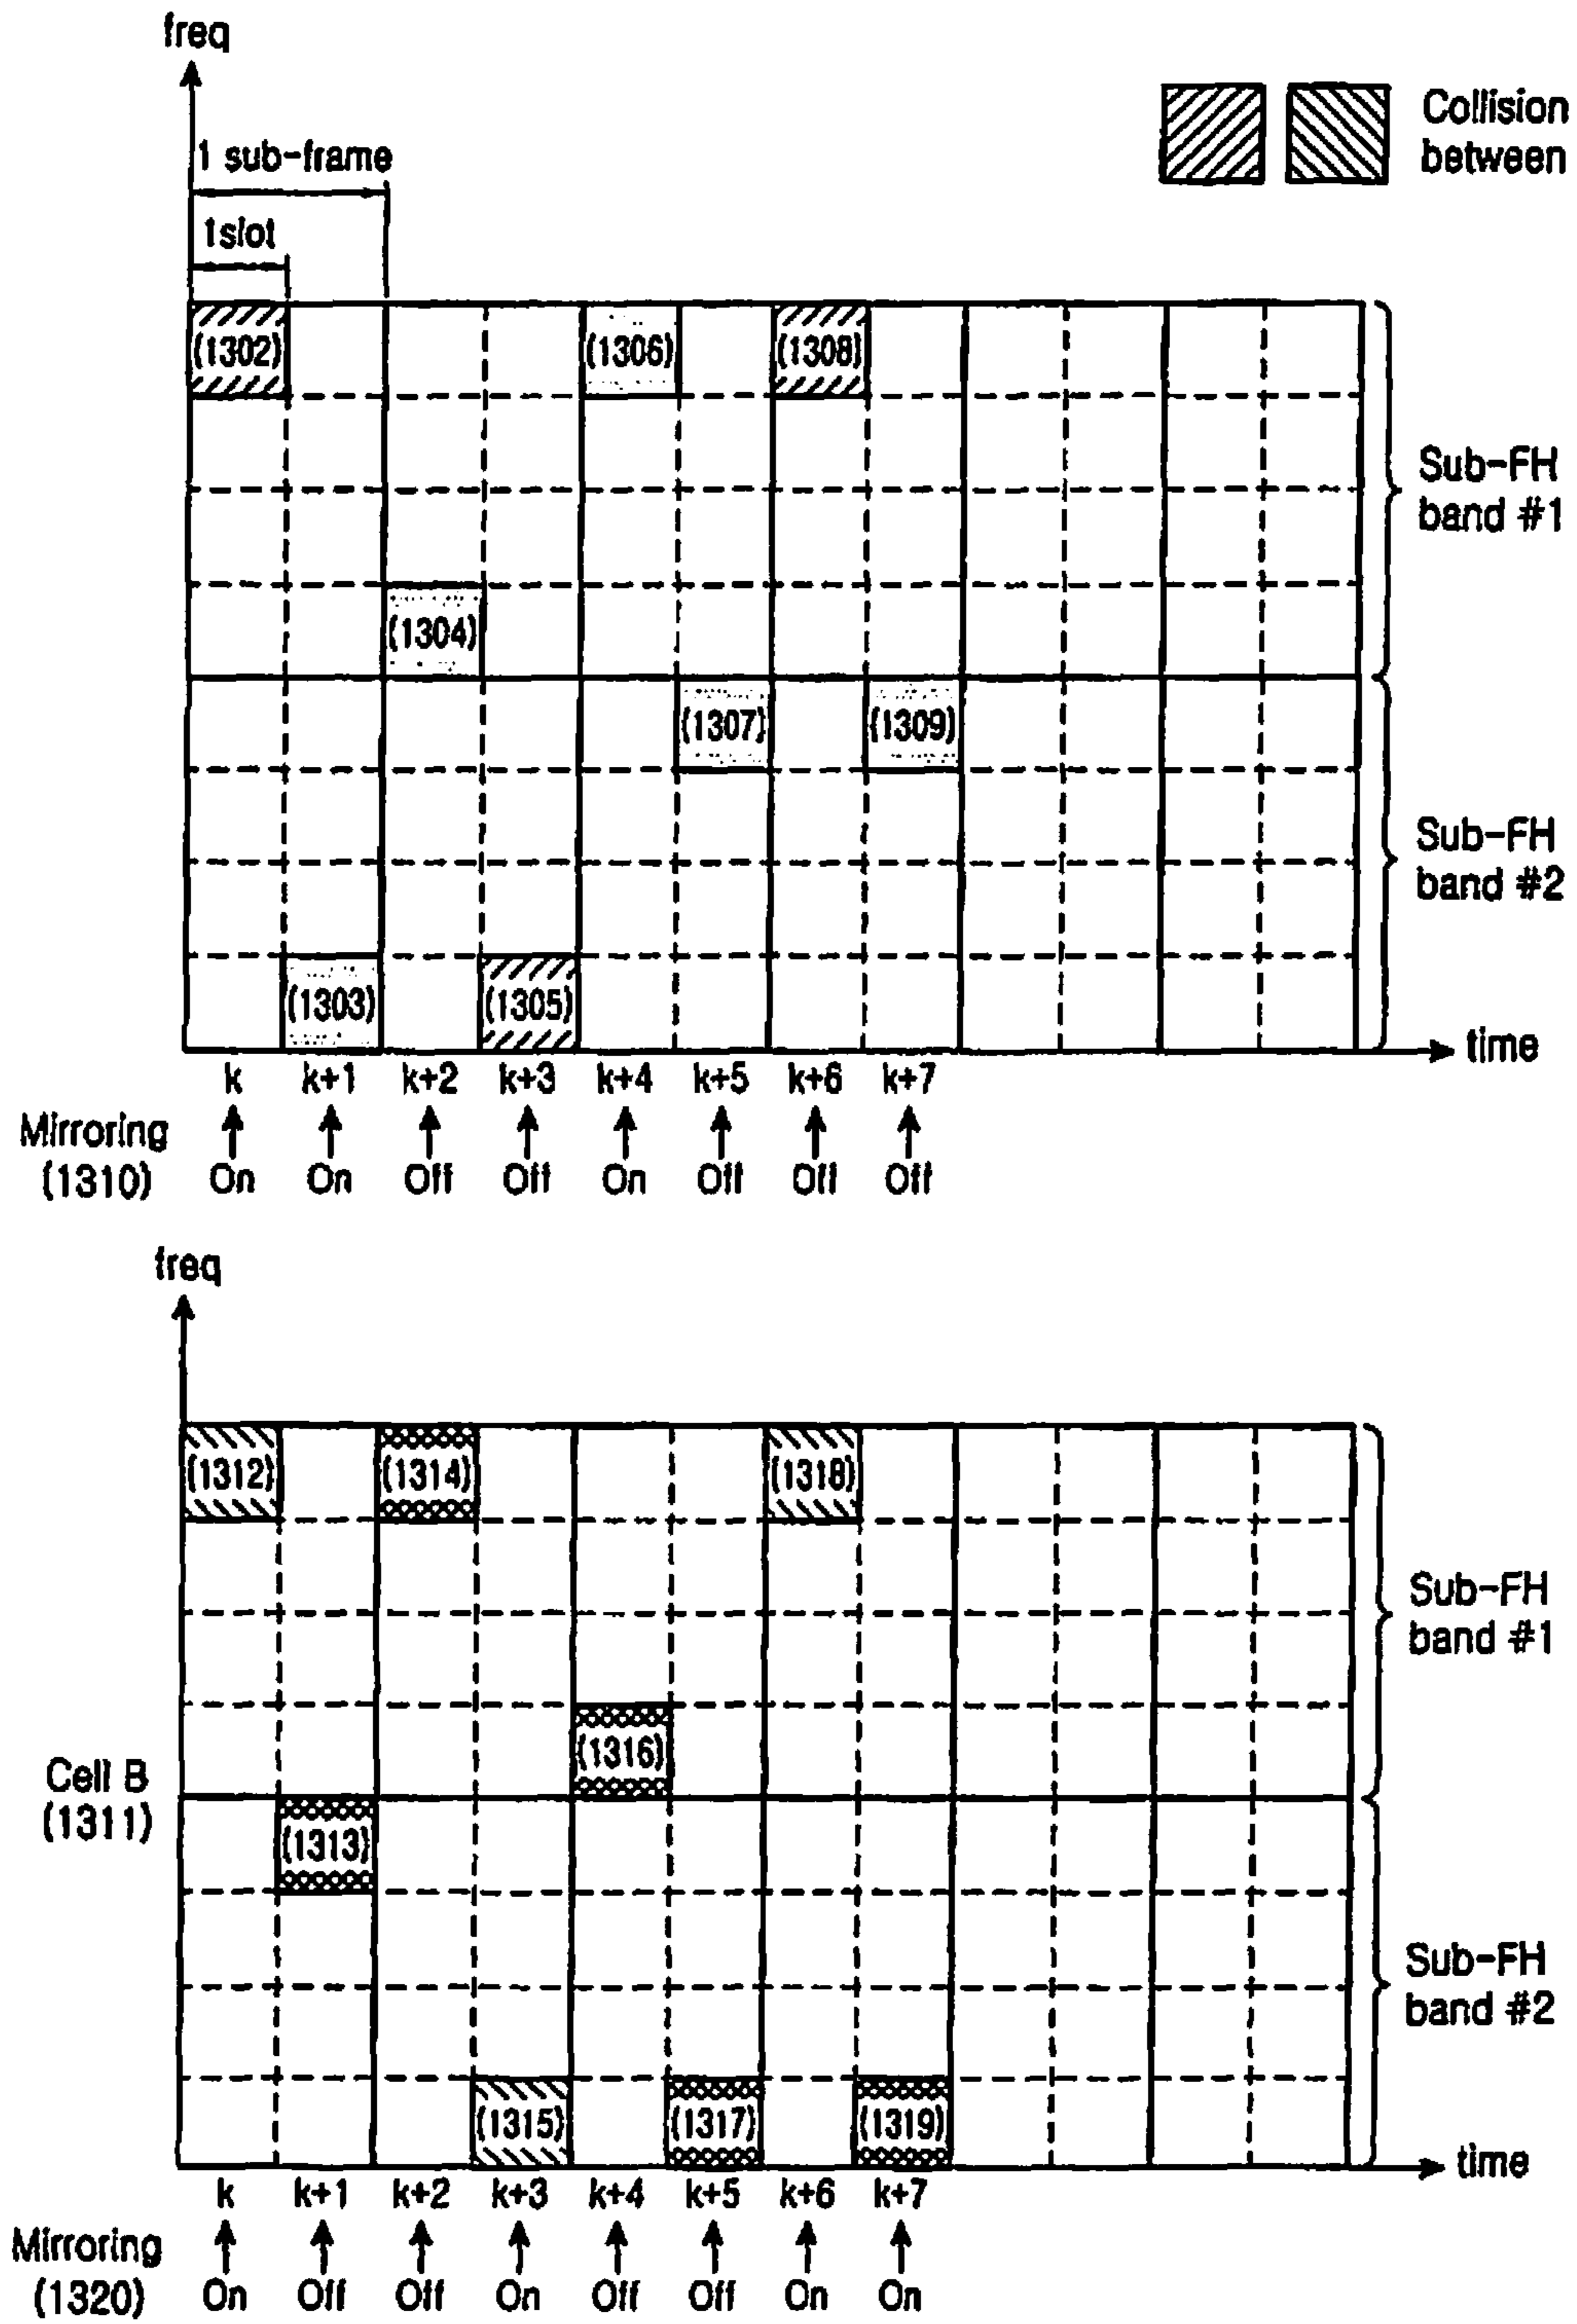 freq
Collision
between
1 sub-frame
1slot
(1302)
(1306)
(1308)
Sub-FH
band #1
(1304)
(1307)
(1309)
Sub-FH
band #2
(1303)
(1305)
time
k k+1 k+2 k+3 k+4 k+5 k+6 k+7
Mirroring
(1310)
On On Off Off On Off Off Off
freq
(1312)
(1314)
(1318)
Sub-FH
band #1
(1316)
Cell B
(1311)
(1313)
Sub-FH
band #2
(1315)
(1317)
(1319)
time
k k+1 k+2 k+3 k+4 k+5 k+6 k+7
Mirroring
(1320)
On Off Off On Off Off On On